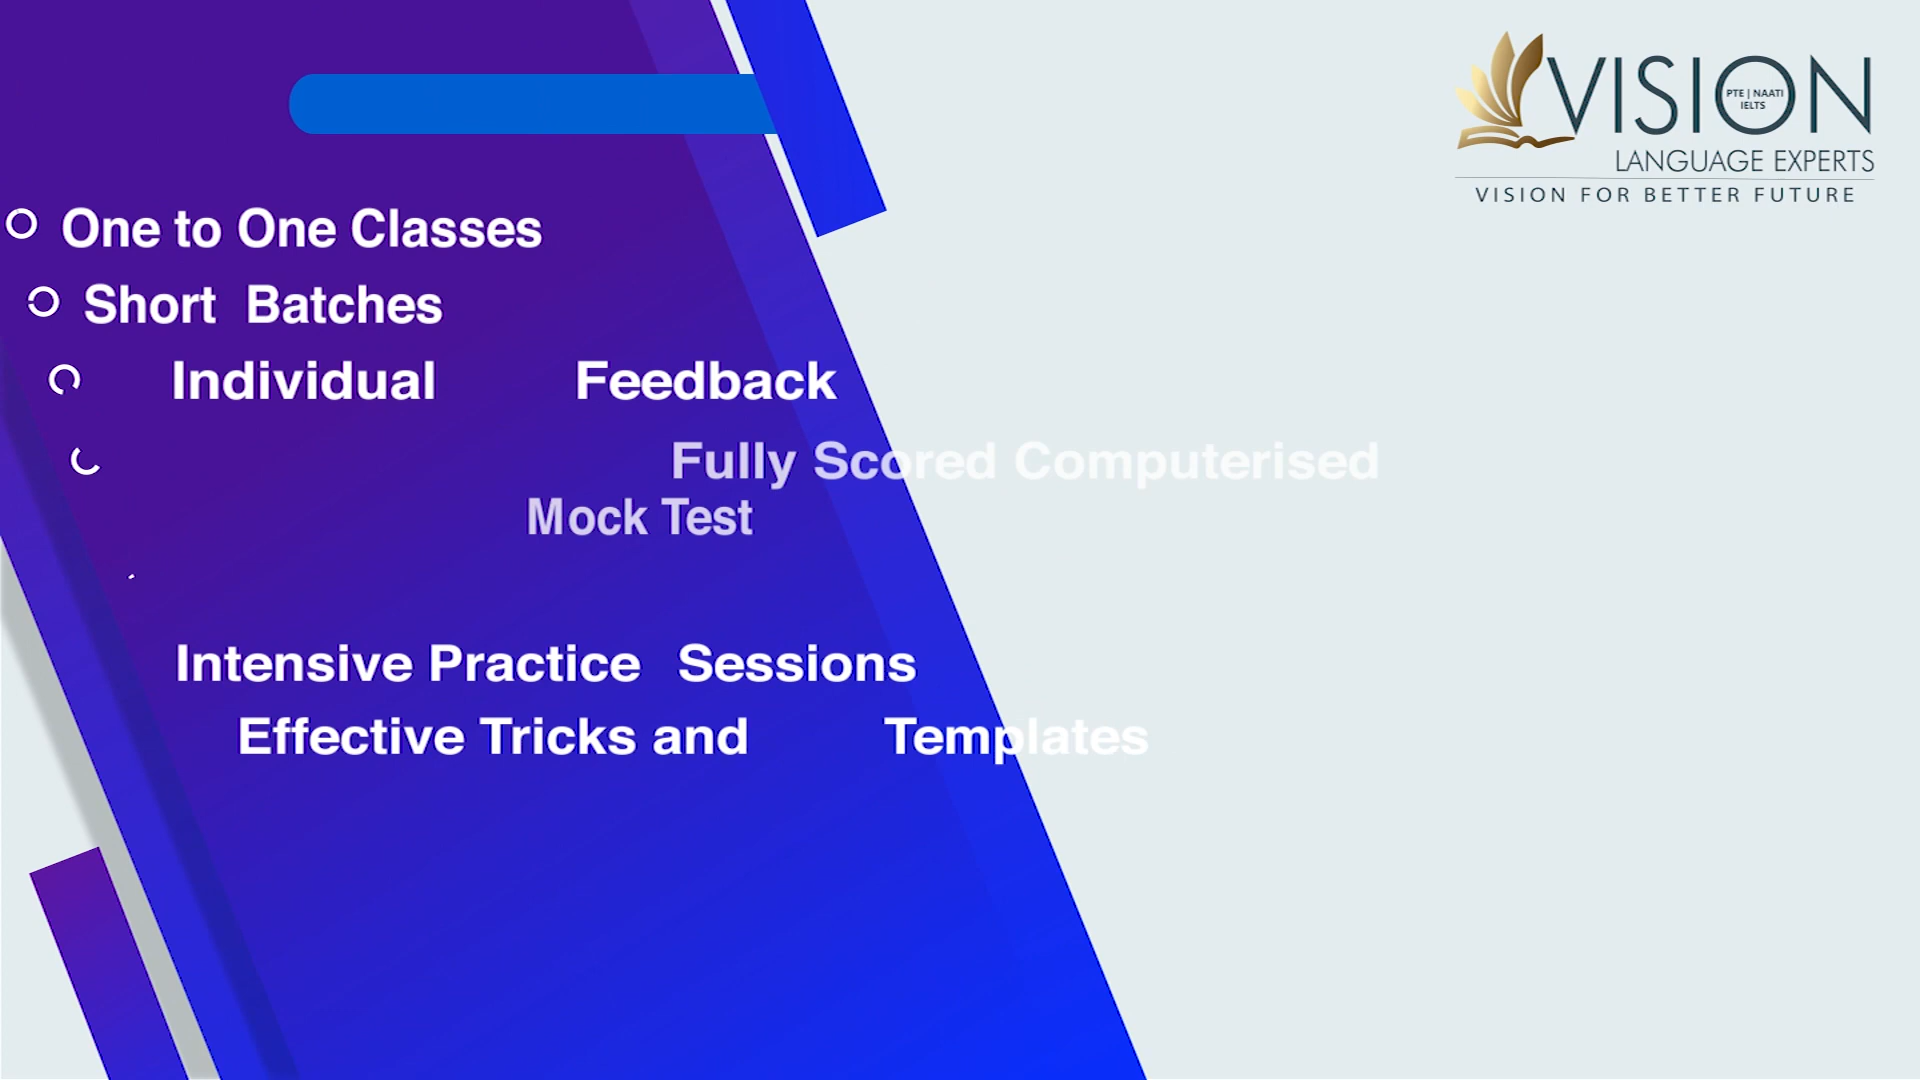 VISION
PTE | NAATI
IELTS
LANGUAGE EXPERTS
VISION FOR BETTER FUTURE
One to One Classes
Short Batches
Individual Feedback
Fully Scored Computerised
Mock Test
Intensive Practice Sessions
Effective Tricks and Templates